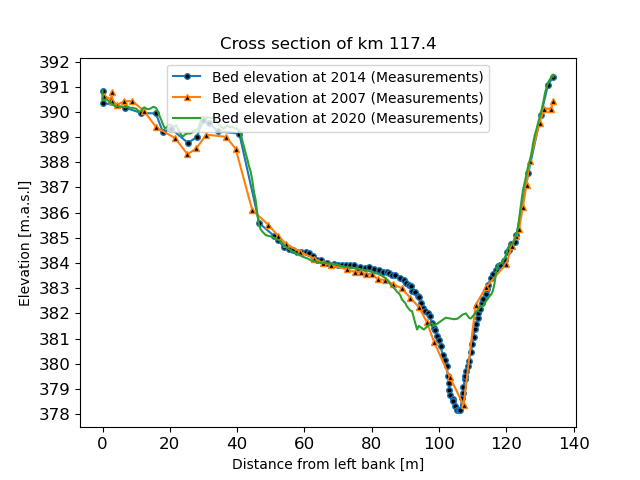 Cross section of km 117.4
Bed elevation at 2014 (Measurements)
Bed elevation at 2007 (Measurements)
Bed elevation at 2020 (Measurements)
Elevation [m.a.s.l]
392
391
390
389
388
387
386
385
384
383
382
381
380
379
378
0 20 40 60 80 100 120 140
Distance from left bank [m]